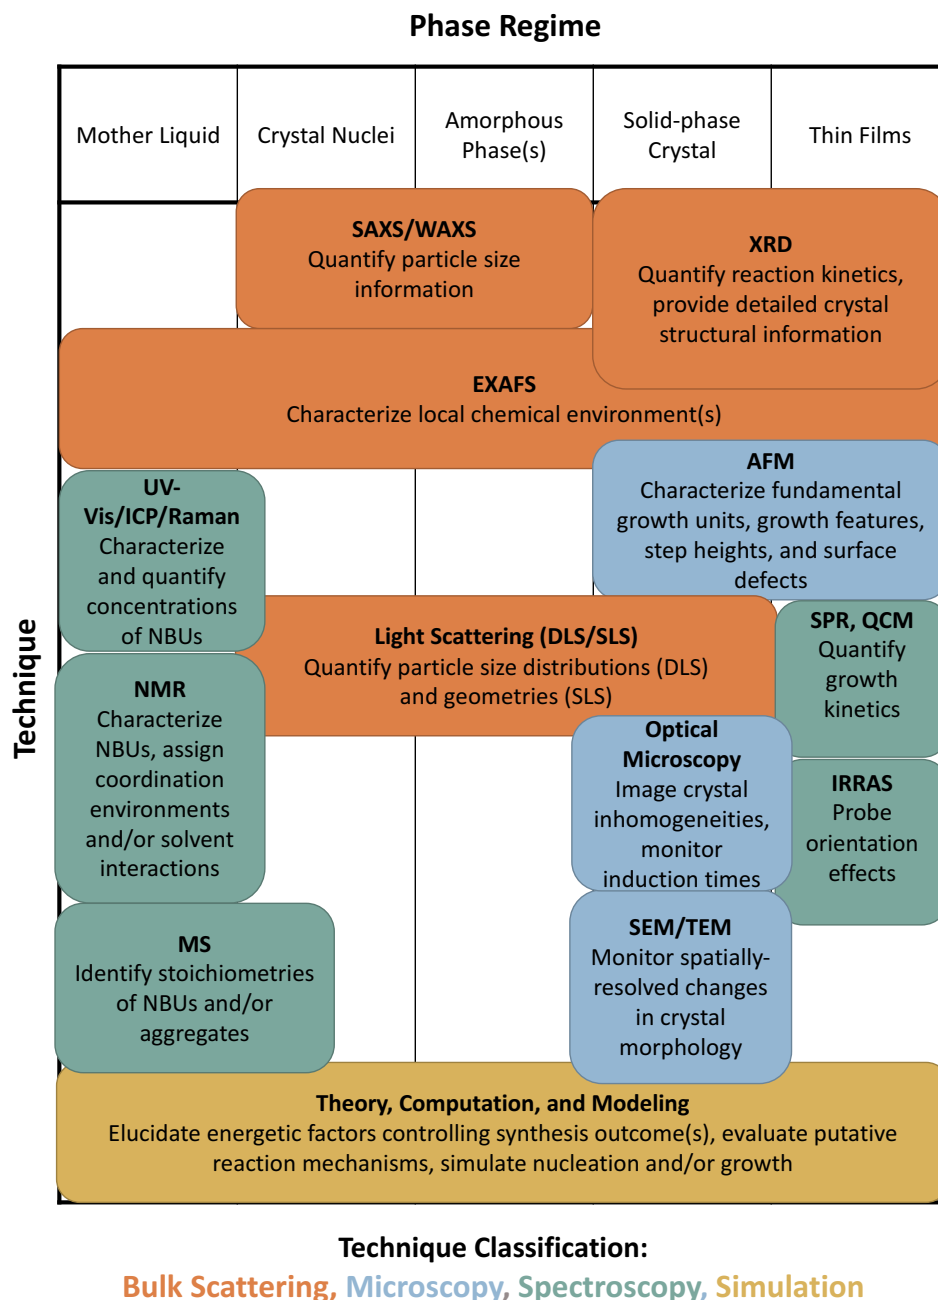 Phase Regime
Mother Liquid
Crystal Nuclei
Amorphous
Phase(s)
Solid-phase
Crystal
Thin Films
Technique
SAXS/WAXS
Quantify particle size
information
XRD
Quantify reaction kinetics,
provide detailed crystal
structural information
EXAFS
Characterize local chemical environment(s)
UV-
Vis/ICP/Raman
Characterize
and quantify
concentrations
of NBUs
AFM
Characterize fundamental
growth units, growth features,
step heights, and surface
defects
Light Scattering (DLS/SLS)
Quantify particle size distributions (DLS)
and geometries (SLS)
SPR, QCM
Quantify
growth
kinetics
NMR
Characterize
NBUs, assign
coordination
environments
and/or solvent
interactions
Optical
Microscopy
Image crystal
inhomogeneities,
monitor
induction times
IRRAS
Probe
orientation
effects
MS
Identify stoichiometries
of NBUs and/or
aggregates
SEM/TEM
Monitor spatially-
resolved changes
in crystal
morphology
Theory, Computation, and Modeling
Elucidate energetic factors controlling synthesis outcome(s), evaluate putative
reaction mechanisms, simulate nucleation and/or growth
Technique Classification:
Bulk Scattering, Microscopy, Spectroscopy, Simulation